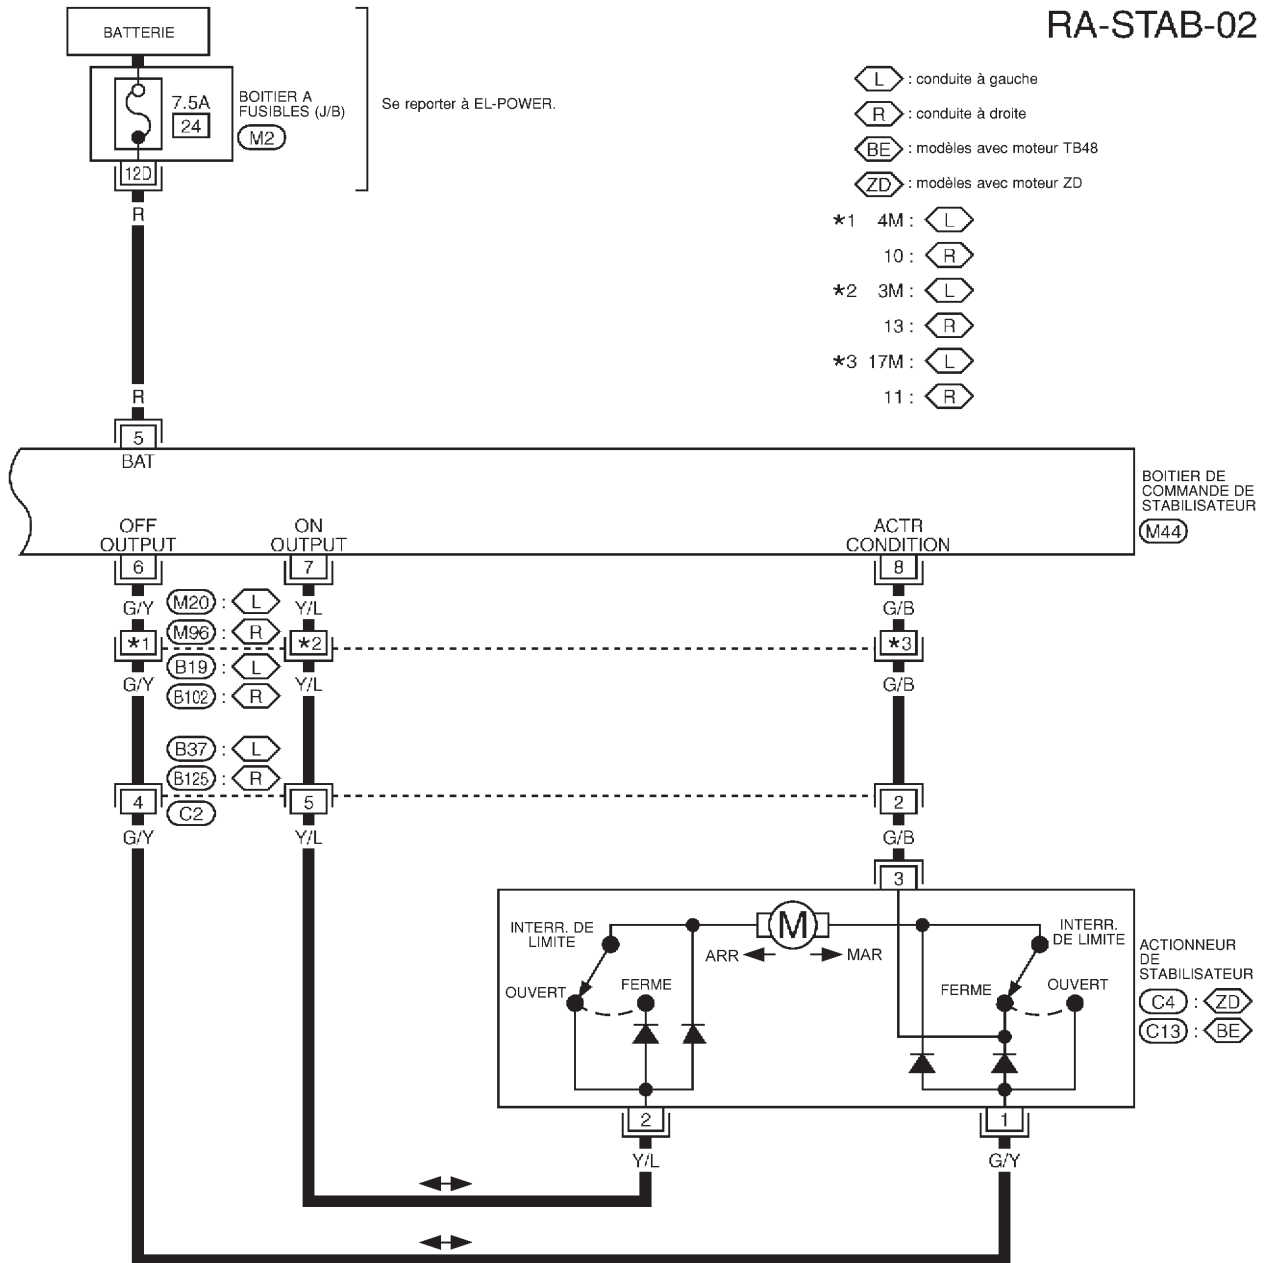 RA-STAB-02
BATTERIE
7.5A
24
BOITIER A
FUSIBLES (J/B)
M2
Se reporter à EL-POWER.
12D
R
L : conduite à gauche
R : conduite à droite
BE : modèles avec moteur TB48
ZD : modèles avec moteur ZD
*1 4M : L
10 : R
*2 3M : L
13 : R
*3 17M : L
11 : R
R
5
BAT
BOITIER DE
COMMANDE DE
STABILISATEUR
M44
OFF
OUTPUT
ON
OUTPUT
ACTR
CONDITION
6
7
8
G/Y
M20 : L
Y/L
G/B
M96 : R
*1
*2
*3
B19 : L
G/Y
Y/L
G/B
B102 : R
B37 : L
B125 : R
4
5
2
C2
G/Y
Y/L
G/B
3
INTERR. DE
LIMITE
M
ARR
MAR
INTERR.
DE LIMITE
OUVERT
FERME
FERME
OUVERT
ACTIONNEUR
DE
STABILISATEUR
C4 : ZD
C13 : BE
2
1
Y/L
G/Y